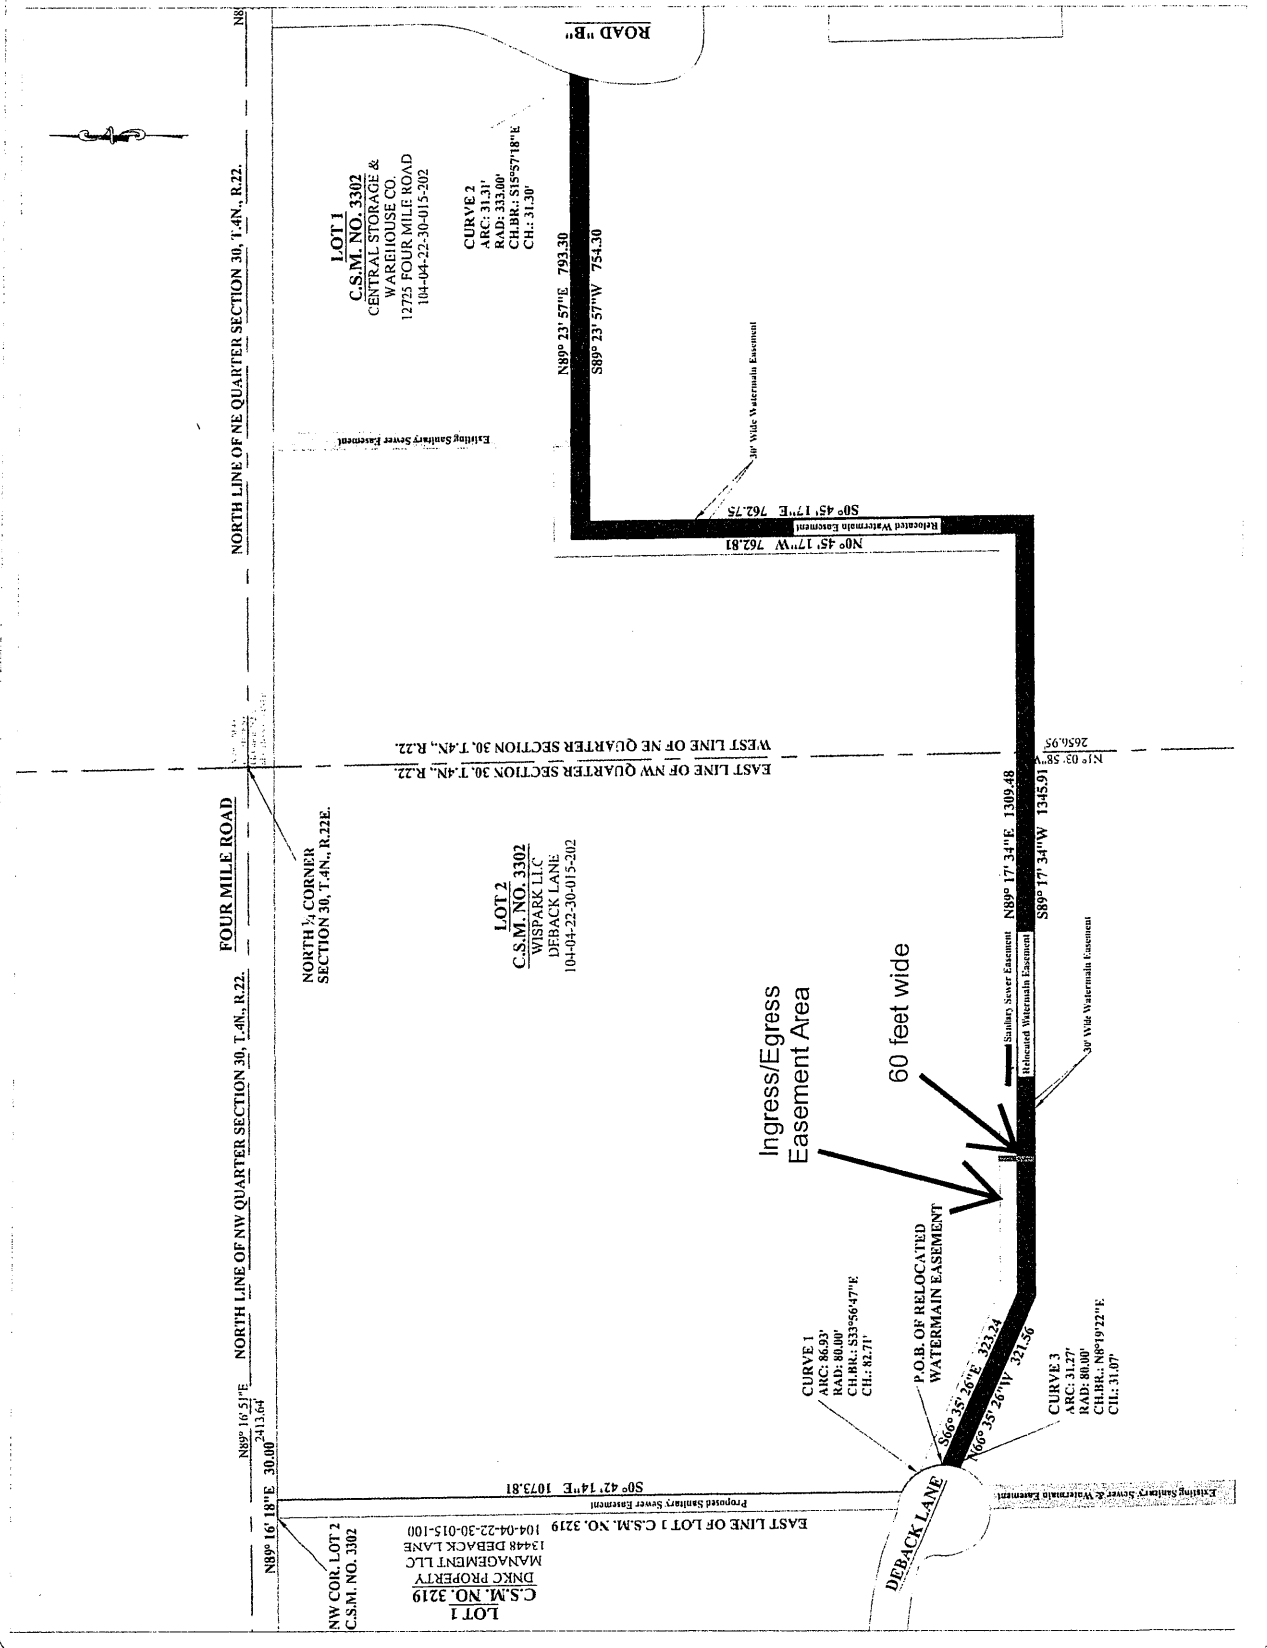 ROAD "B"
N8
NORTH LINE OF NE QUARTER SECTION 30, T.4N., R.22.
LOT 1
C.S.M. NO. 3302
CENTRAL STORAGE &
WAREHOUSE CO.
12725 FOUR MILE ROAD
104-04-22-30-015-202
CURVE 2
ARC: 31.31'
RAD: 333.00'
CH.BR.: S15°57'18"E
CH.: 31.30'
N89° 23' 57"E 793.30
S89° 23' 57"W 754.30
Existing Sanitary Sewer Easement
30' Wide Watermain Easement
S0° 45' 17"E 762.75
Relocated Watermain Easement
N0° 45' 17"W 762.81
WEST LINE OF NE QUARTER SECTION 30, T.4N., R.22.
EAST LINE OF NW QUARTER SECTION 30, T.4N., R.22.
2656.95
N1° 03' 58"W
FOUR MILE ROAD
NORTH ¼ CORNER
SECTION 30, T.4N., R.22E.
LOT 2
C.S.M. NO. 3302
WISPARK LLC
DEBACK LANE
104-04-22-30-015-202
N89° 17' 34"E 1309.48
S89° 17' 34"W 1345.91
Sanitary Sewer Easement
Relocated Watermain Easement
30' Wide Watermain Easement
60 feet wide
Ingress/Egress
Easement Area
NORTH LINE OF NW QUARTER SECTION 30, T.4N., R.22.
N89° 16' 51"E
2413.64'
N89° 16' 18"E 30.00
NW COR. LOT 2
C.S.M. NO. 3302
P.O.B. OF RELOCATED
WATERMAIN EASEMENT
CURVE 1
ARC: 86.93'
RAD: 80.00'
CH.BR.: S33°56'47"E
CH.: 82.71'
S66° 35' 26"E 323.24
N66° 35' 26"W 321.56
CURVE 3
ARC: 31.27'
RAD: 80.00'
CH.BR.: N8°19'22"E
CH.: 31.07'
S0° 42' 14"E 1073.81
Proposed Sanitary Sewer Easement
EAST LINE OF LOT 1 C.S.M. NO. 3219
LOT 1
C.S.M. NO. 3219
DNKC PROPERTY
MANAGEMENT LLC
13448 DEBACK LANE
104-04-22-30-015-100
DEBACK LANE
Existing Sanitary Sewer & Watermain Easement